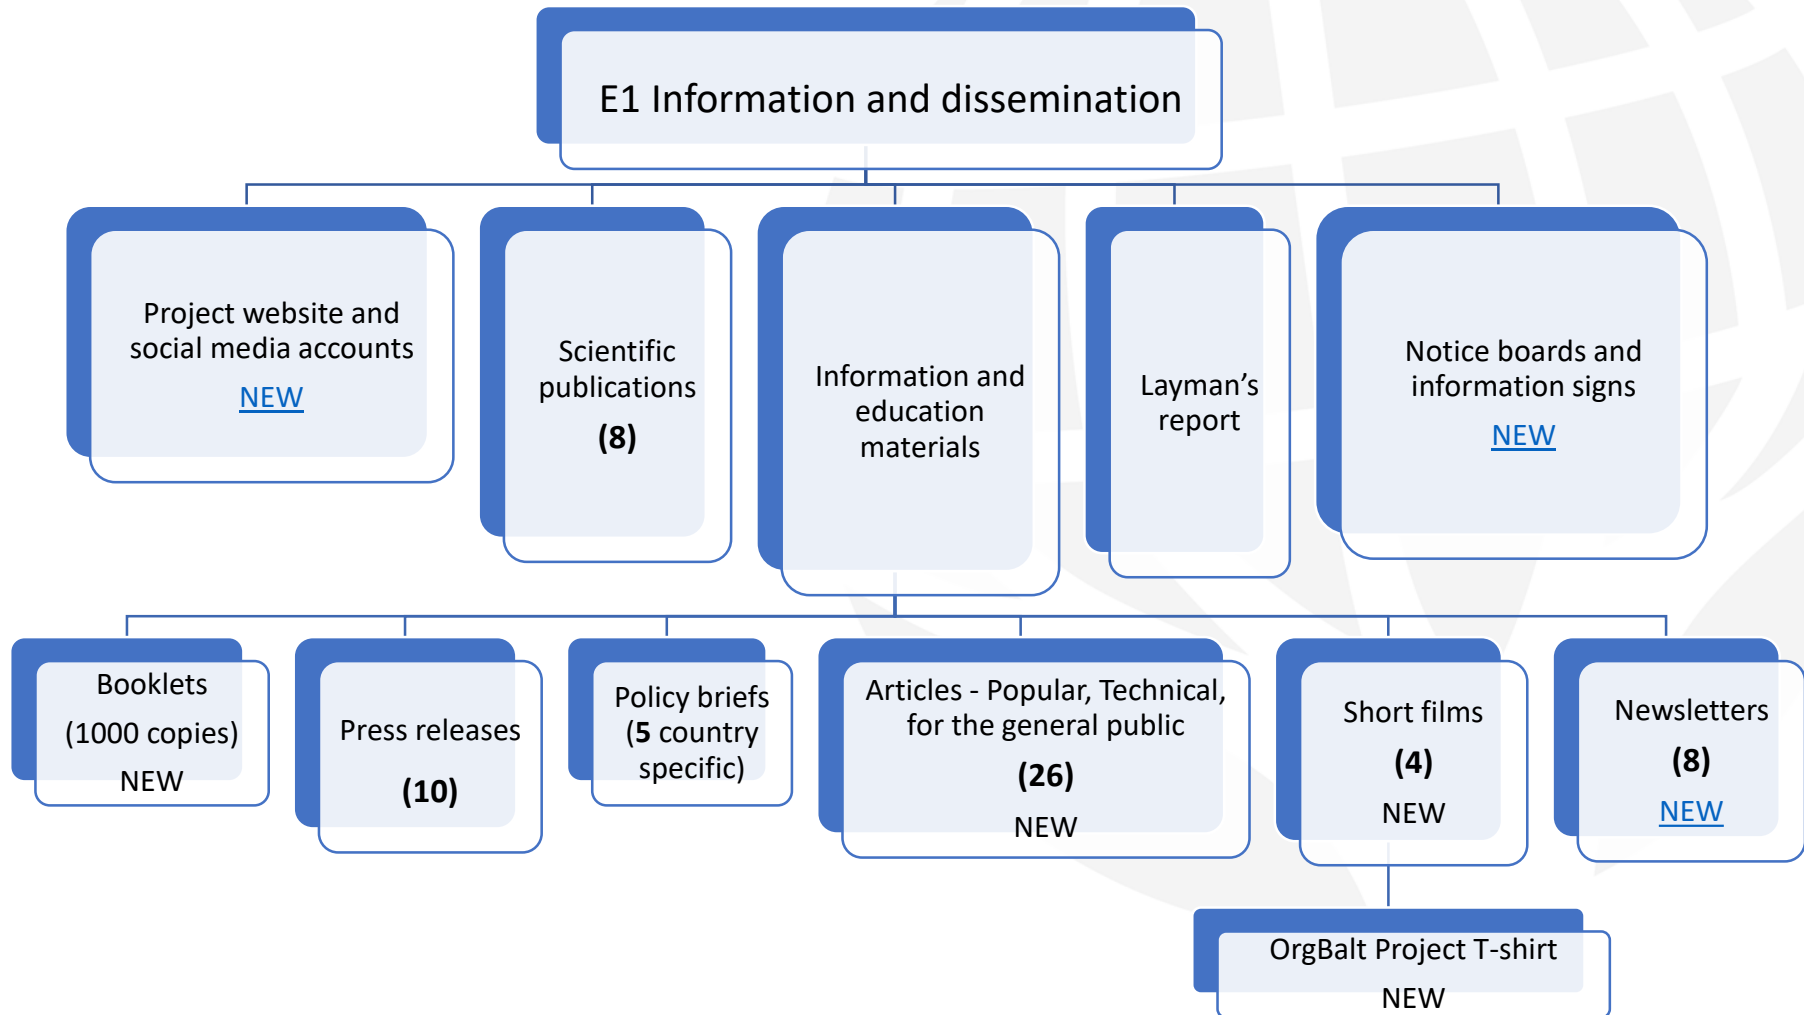 E1 Information and dissemination
Project website and
social media accounts
NEW
Scientific
publications
(8)
Information and
education
materials
Layman’s
report
Notice boards and
information signs
NEW
Booklets
(1000 copies)
NEW
Press releases
(10)
Policy briefs
(5 country
specific)
Articles - Popular, Technical,
for the general public
(26)
NEW
Short films
(4)
NEW
Newsletters
(8)
NEW
OrgBalt Project T-shirt
NEW